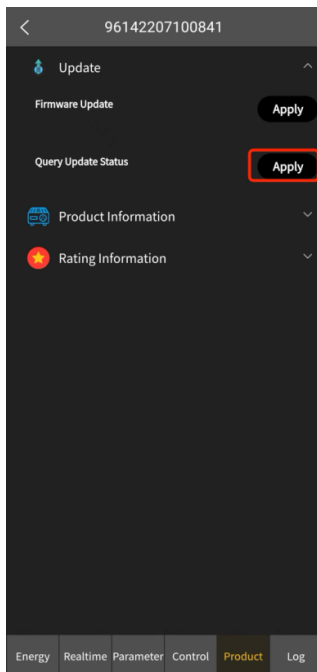 96142207100841
Update
Firmware Update
Apply
Query Update Status
Apply
Product Information
Rating Information
Energy Realtime Parameter Control Product Log